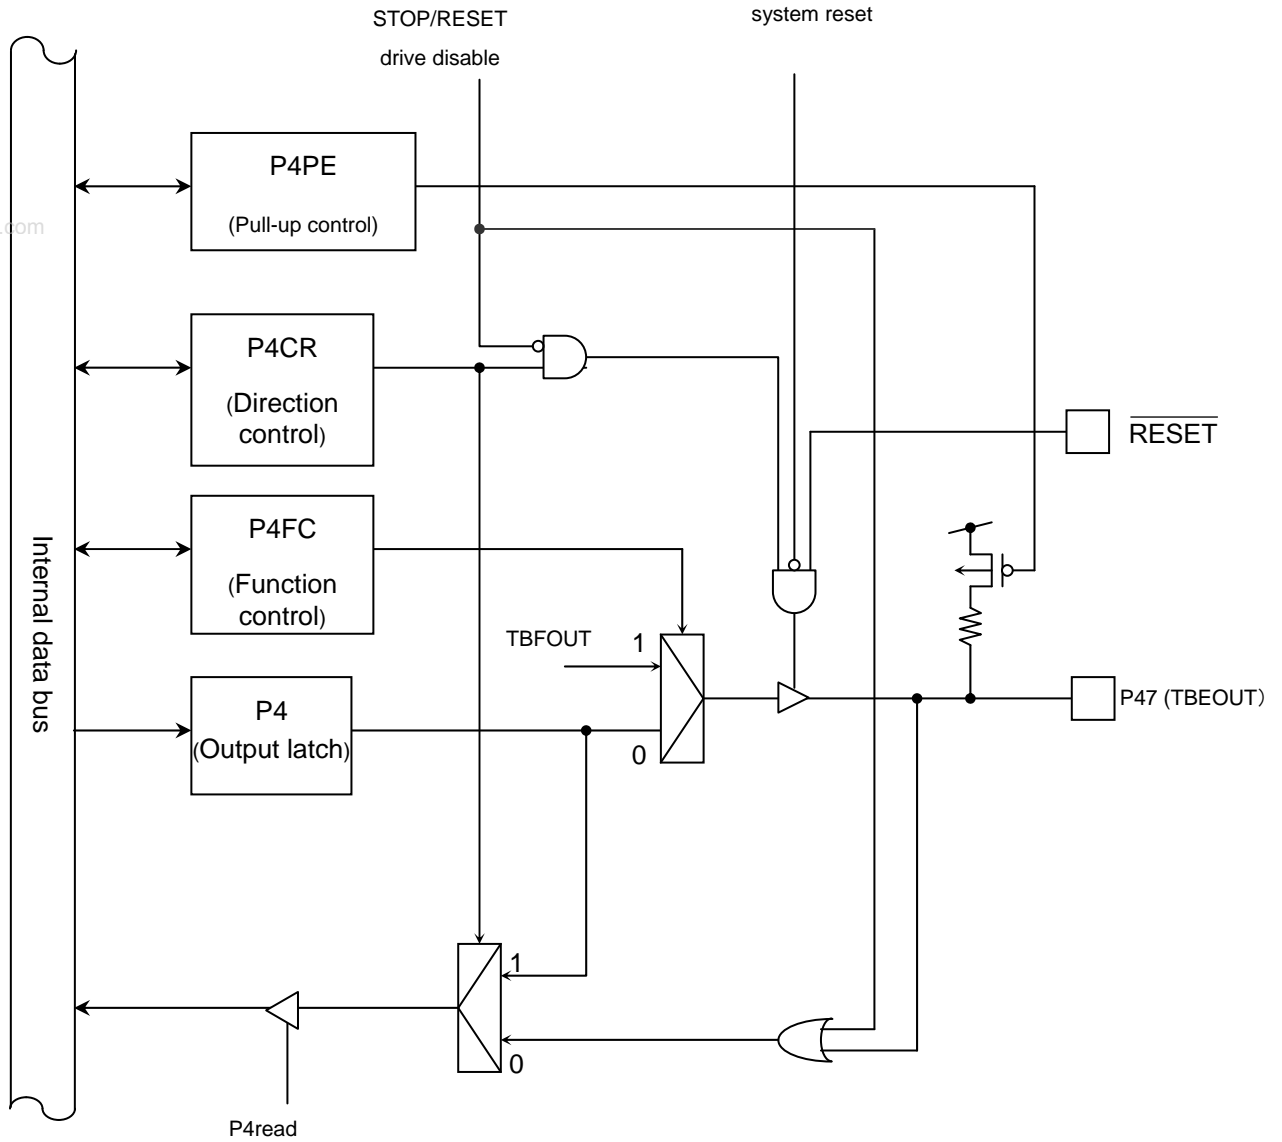 STOP/RESET
drive disable
system reset
P4PE
(Pull-up control)
.com
P4CR
(Direction
control)
RESET
P4FC
(Function
control)
Internal data bus
TBFOUT
1
P4
(Output latch)
0
P47 (TBEOUT)
1
0
P4read